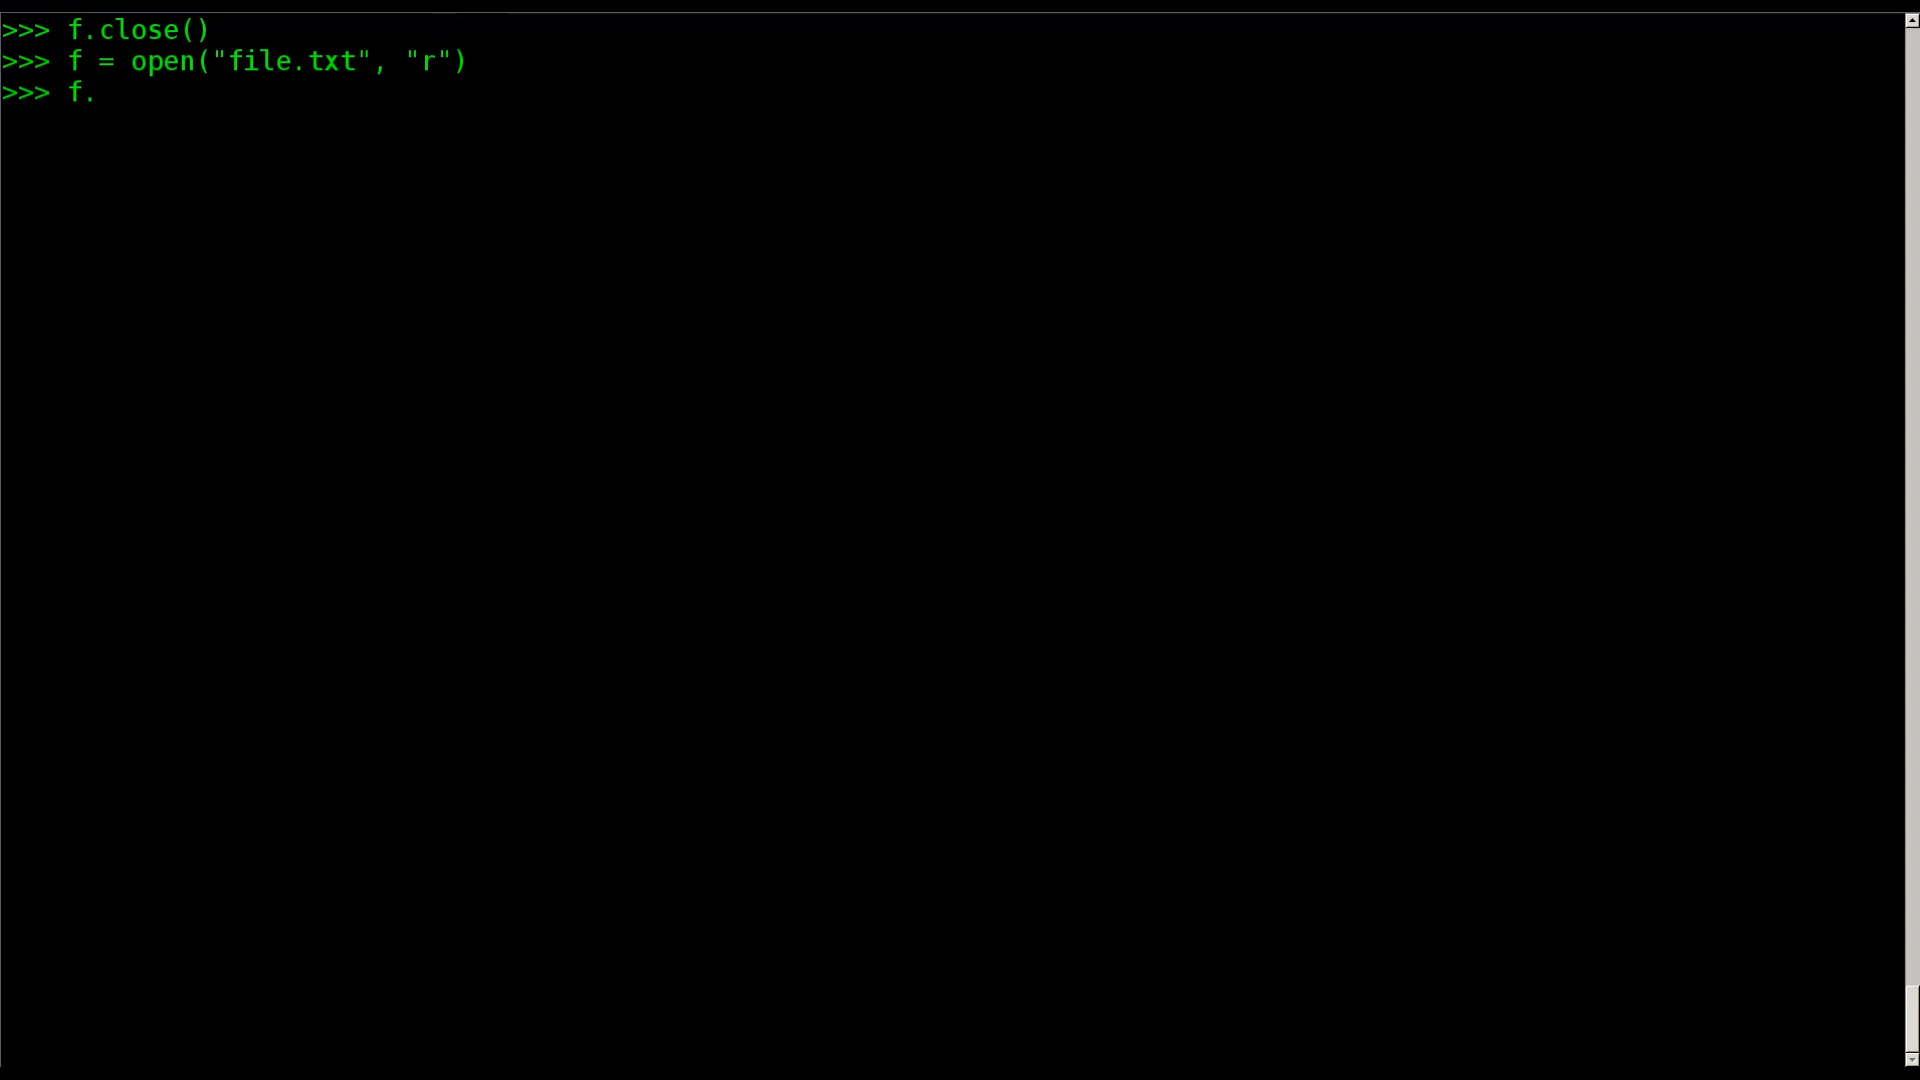 >>> f.close()
>>> f = open("file.txt", "r")
>>> f.